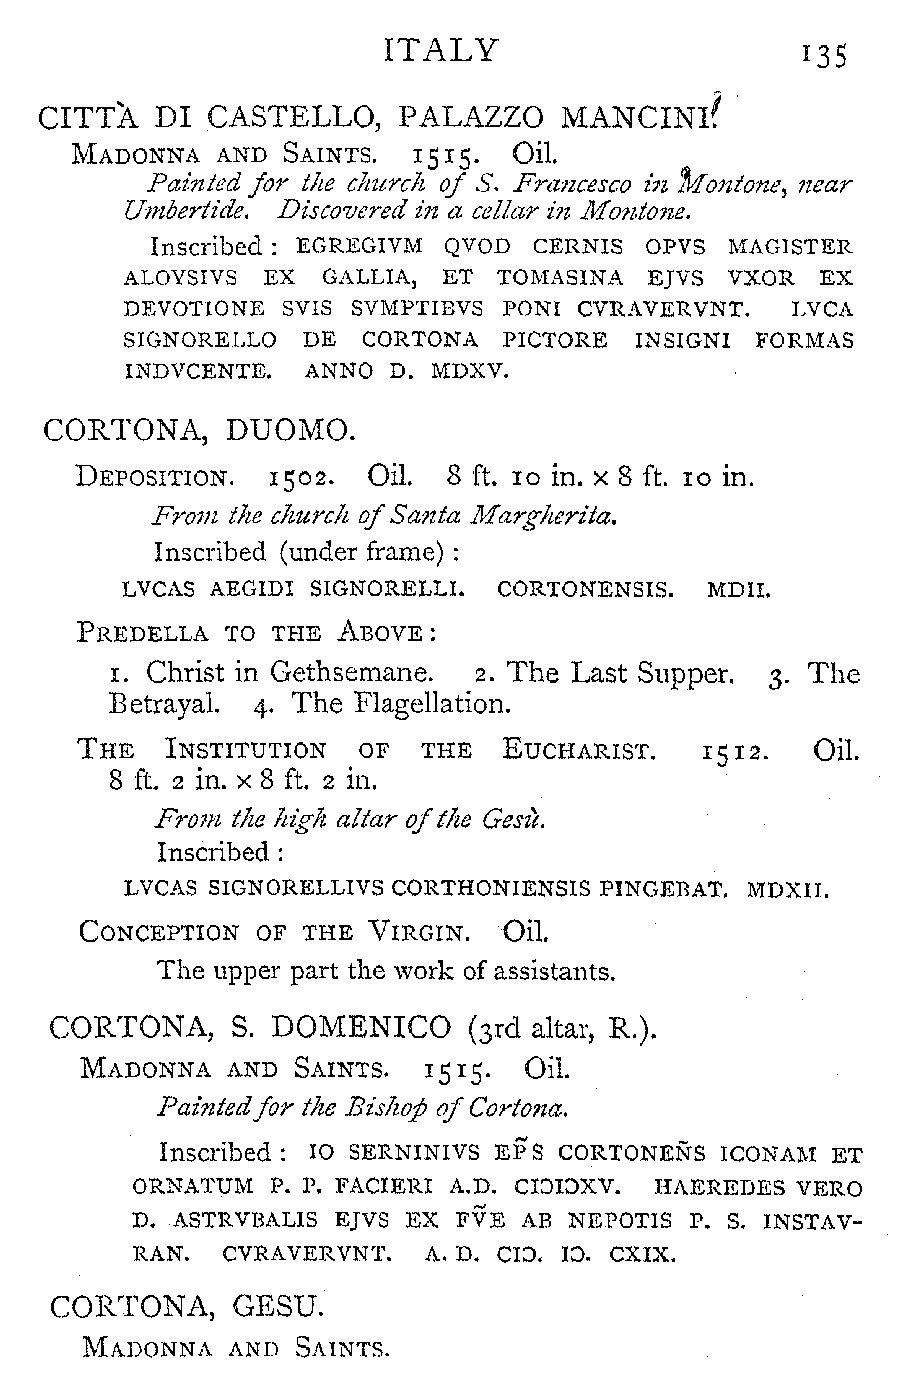 ITALY 135
CITTÀ DI CASTELLO, PALAZZO MANCINI.
MADONNA AND SAINTS. 1515. Oil.
Painted for the church of S. Francesco in Montone, near
Umbertide. Discovered in a cellar in Montone.
Inscribed : EGREGIVM QVOD CERNIS OPVS MAGISTER
ALOYSIVS EX GALLIA, ET TOMASINA EJVS VXOR EX
DEVOTIONE SVIS SVMPTIBVS PONI CVRAVERVNT. LVCA
SIGNORELLO DE CORTONA PICTORE INSIGNI FORMAS
INDVCENTE. ANNO D. MDXV.
CORTONA, DUOMO.
DEPOSITION. 1502. Oil. 8 ft. 10 in. × 8 ft. 10 in.
From the church of Santa Margherita.
Inscribed (under frame) :
LVCAS AEGIDI SIGNORELLI. CORTONENSIS. MDII.
PREDELLA TO THE ABOVE :
1. Christ in Gethsemane. 2. The Last Supper. 3. The
Betrayal. 4. The Flagellation.
THE INSTITUTION OF THE EUCHARIST. 1512. Oil.
8 ft. 2 in. × 8 ft. 2 in.
From the high altar of the Gesù.
Inscribed :
LVCAS SIGNORELLIVS CORTHONIENSIS PINGEBAT. MDXII.
CONCEPTION OF THE VIRGIN. Oil.
The upper part the work of assistants.
CORTONA, S. DOMENICO (3rd altar, R.).
MADONNA AND SAINTS. 1515. Oil.
Painted for the Bishop of Cortona.
Inscribed : IO SERNINIVS EP̃S CORTONEÑS ICONAM ET
ORNATUM P. P. FACIERI A.D. CIƆIƆXV. HAEREDES VERO
D. ASTRVBALIS EJVS EX FṼE AB NEPOTIS P. S. INSTAV-
RAN. CVRAVERVNT. A. D. CIƆ. IƆ. CXIX.
CORTONA, GESU.
MADONNA AND SAINTS.